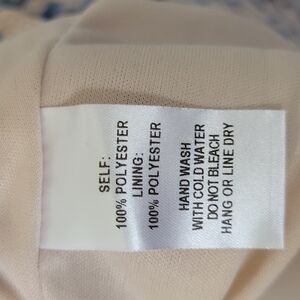 SELF:
100% POLYESTER
LINING:
100% POLYESTER
HAND WASH
WITH COLD WATER
DO NOT BLEACH
HANG OR LINE DRY